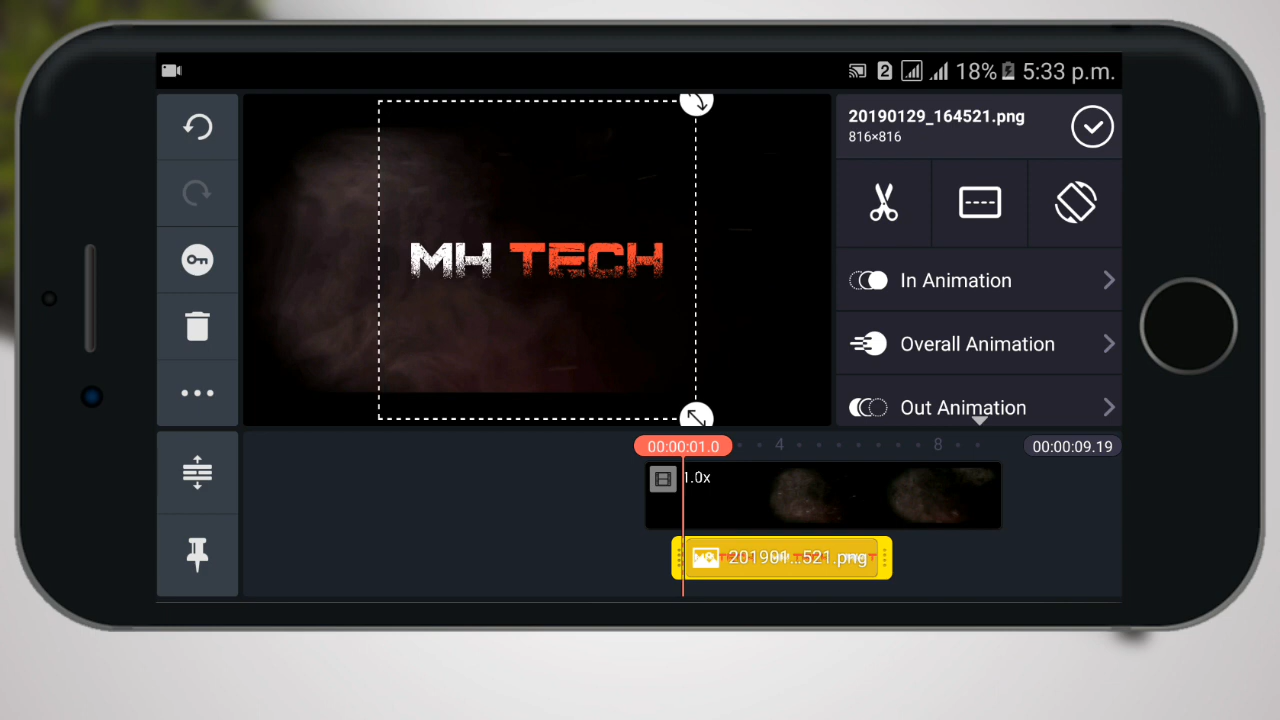 2 18% 5:33 p.m.
20190129_164521.png
816×816
MH TECH
In Animation
Overall Animation
Out Animation
00:00:01.0 4 8 00:00:09.19
1.0x
201901...521.png